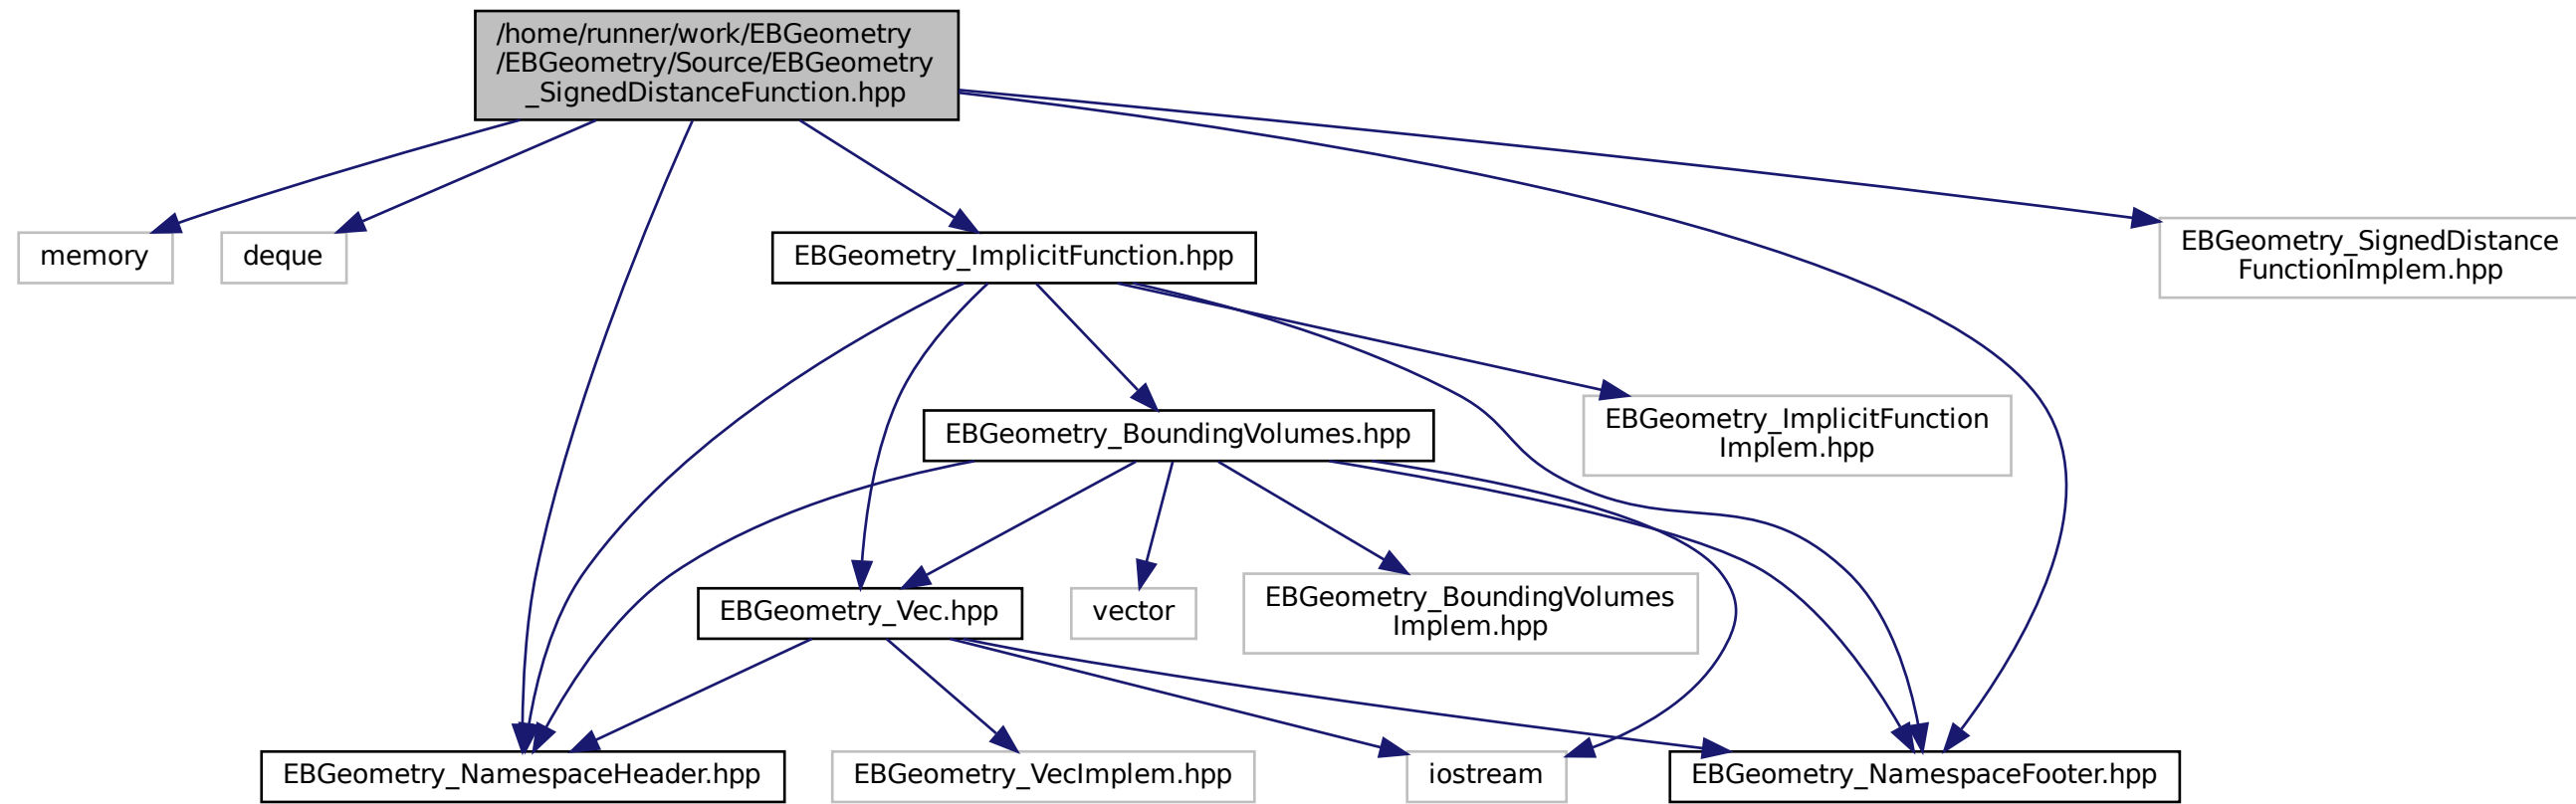 /home/runner/work/EBGeometry
/EBGeometry/Source/EBGeometry
_SignedDistanceFunction.hpp
memory
deque
EBGeometry_ImplicitFunction.hpp
EBGeometry_SignedDistance
FunctionImplem.hpp
EBGeometry_BoundingVolumes.hpp
EBGeometry_ImplicitFunction
Implem.hpp
EBGeometry_Vec.hpp
vector
EBGeometry_BoundingVolumes
Implem.hpp
EBGeometry_NamespaceHeader.hpp
EBGeometry_VecImplem.hpp
iostream
EBGeometry_NamespaceFooter.hpp